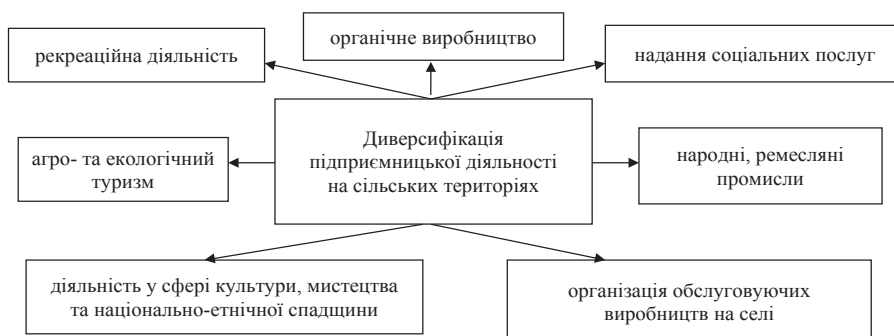 рекреаційна діяльність
органічне виробництво
надання соціальних послуг
агро- та екологічний
туризм
Диверсифікація
підприємницької діяльності
на сільських територіях
народні, ремесляні
промисли
діяльність у сфері культури, мистецтва
та національно-етнічної спадщини
організація обслуговуючих
виробництв на селі